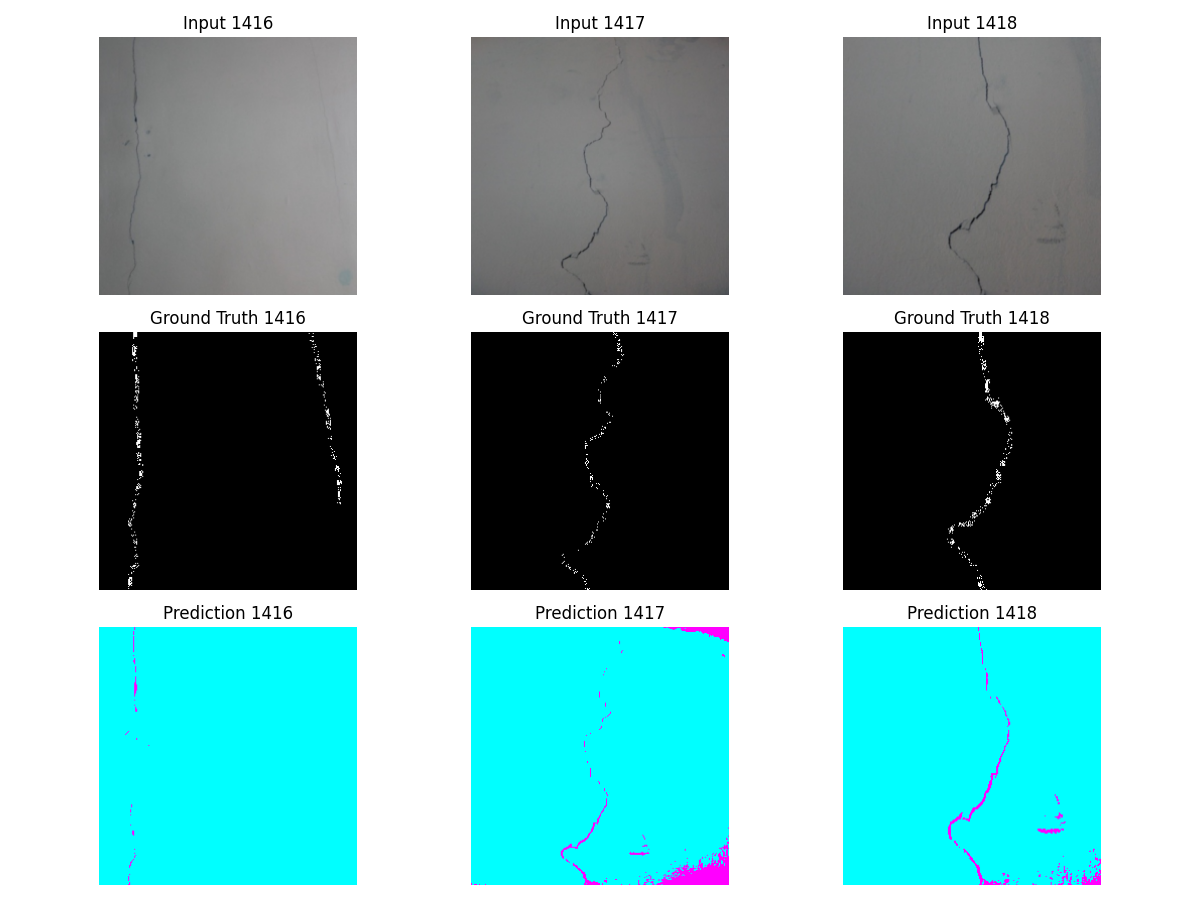 Input 1416
Input 1417
Input 1418
Ground Truth 1416
Ground Truth 1417
Ground Truth 1418
Prediction 1416
Prediction 1417
Prediction 1418